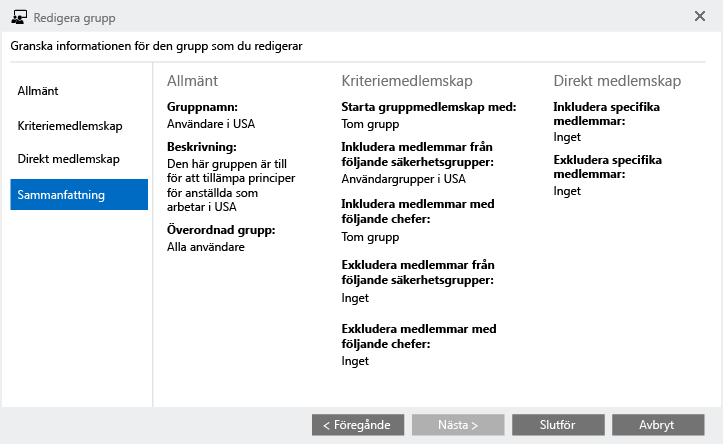 Redigera grupp
Granska informationen för den grupp som du redigerar
Allmänt
Kriteriemedlemskap
Direkt medlemskap
Sammanfattning
Allmänt
Gruppnamn:
Användare i USA
Beskrivning:
Den här gruppen är till
för att tillämpa principer
för anställda som
arbetar i USA
Överordnad grupp:
Alla användare
Kriteriemedlemskap
Starta gruppmedlemskap med:
Tom grupp
Inkludera medlemmar från
följande säkerhetsgrupper:
Användargrupper i USA
Inkludera medlemmar med
följande chefer:
Tom grupp
Exkludera medlemmar från
följande säkerhetsgrupper:
Inget
Exkludera medlemmar med
följande chefer:
Inget
Direkt medlemskap
Inkludera specifika
medlemmar:
Inget
Exkludera specifika
medlemmar:
Inget
< Föregånde
Nästa >
Slutför
Avbryt